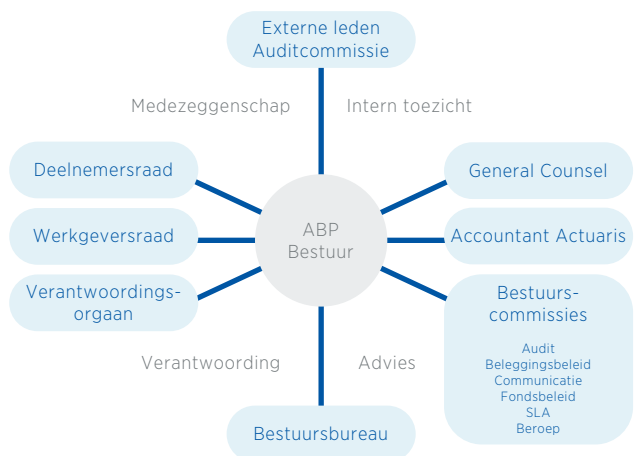 Externe leden
Auditcommissie
Medezeggenschap
Intern toezicht
Deelnemersraad
General Counsel
Werkgeversraad
ABP
Bestuur
Accountant Actuaris
Verantwoordings-
orgaan
Bestuurs-
commissies
Audit
Beleggingsbeleid
Communicatie
Fondsbeleid
SLA
Beroep
Verantwoording
Advies
Bestuursbureau